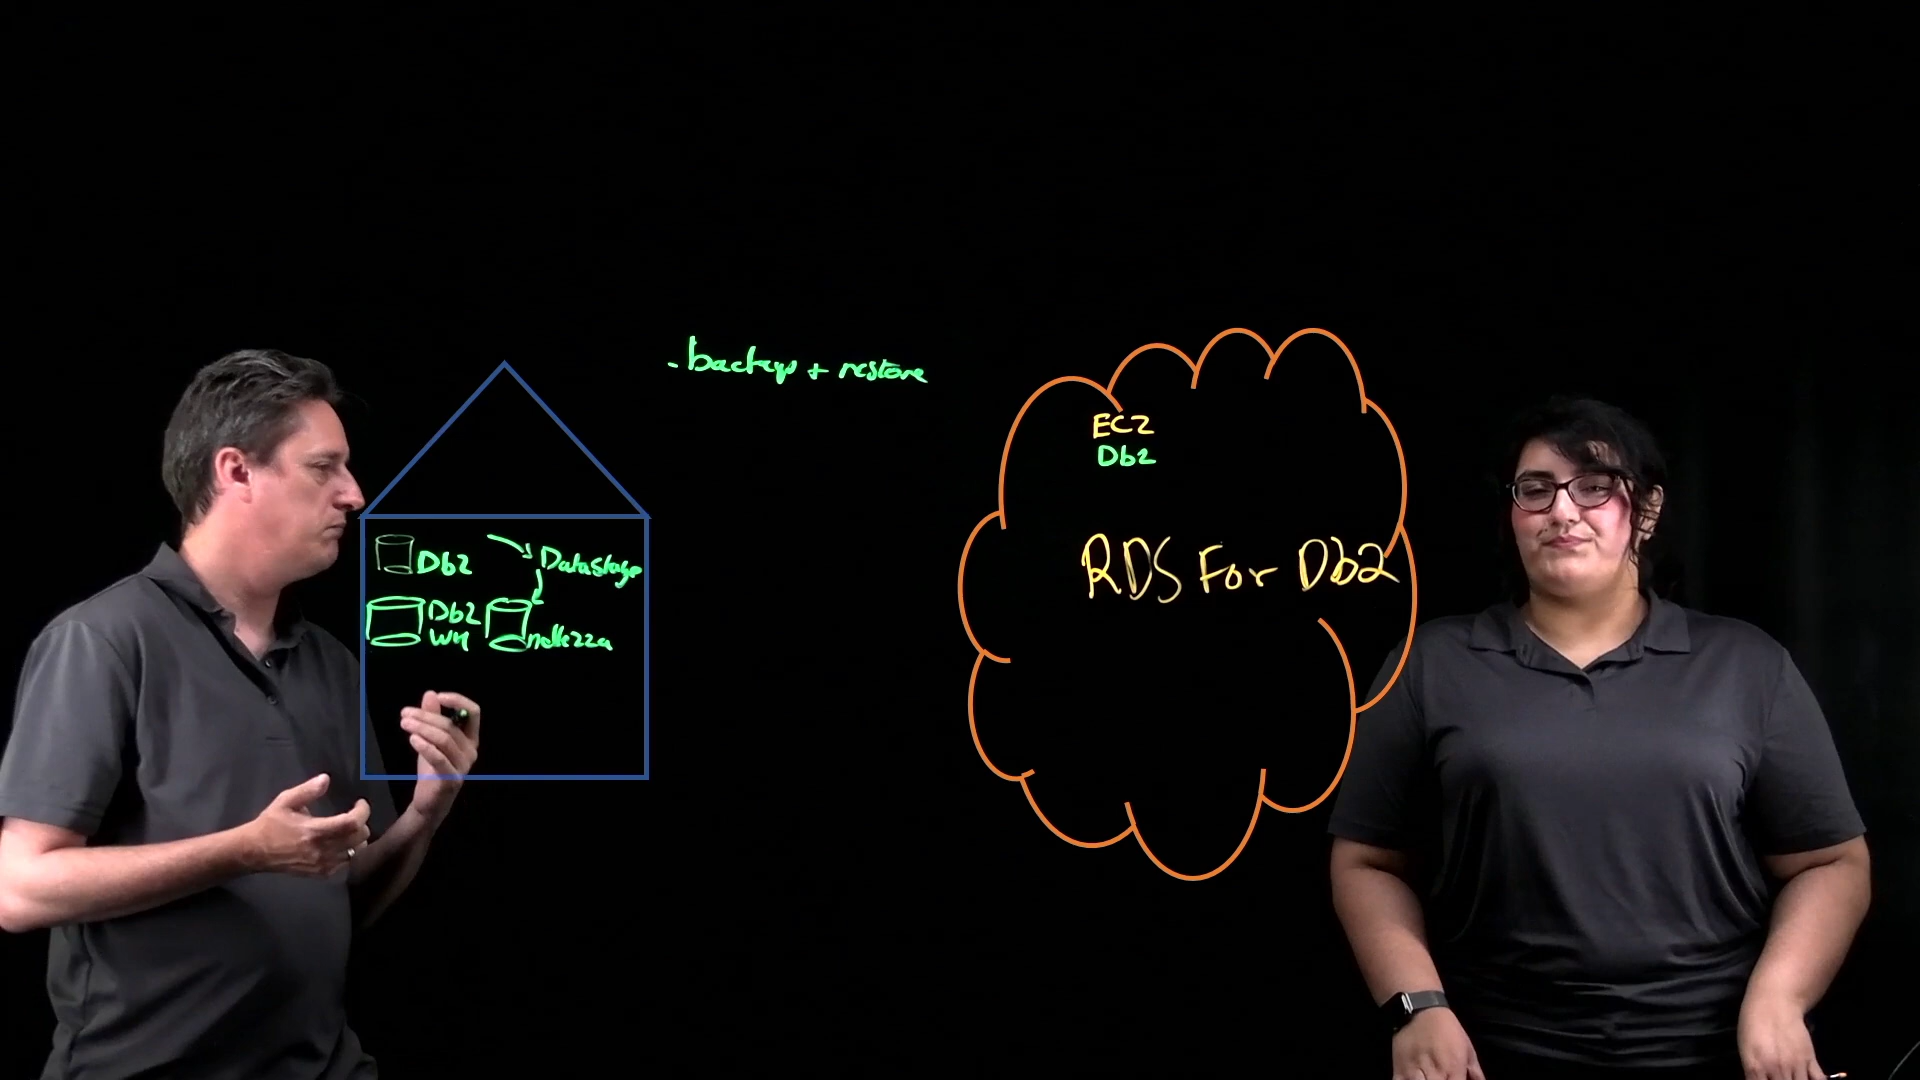 - backup + restore
EC2
Db2
RDS For Db2
Db2
Datastage
Db2
WH
netezza